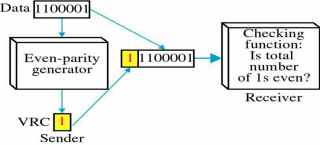 Data 1100001
Even-parity
generator
VRC 1
Sender
1 1100001
Checking
function:
Is total
number
of 1s even?
Receiver